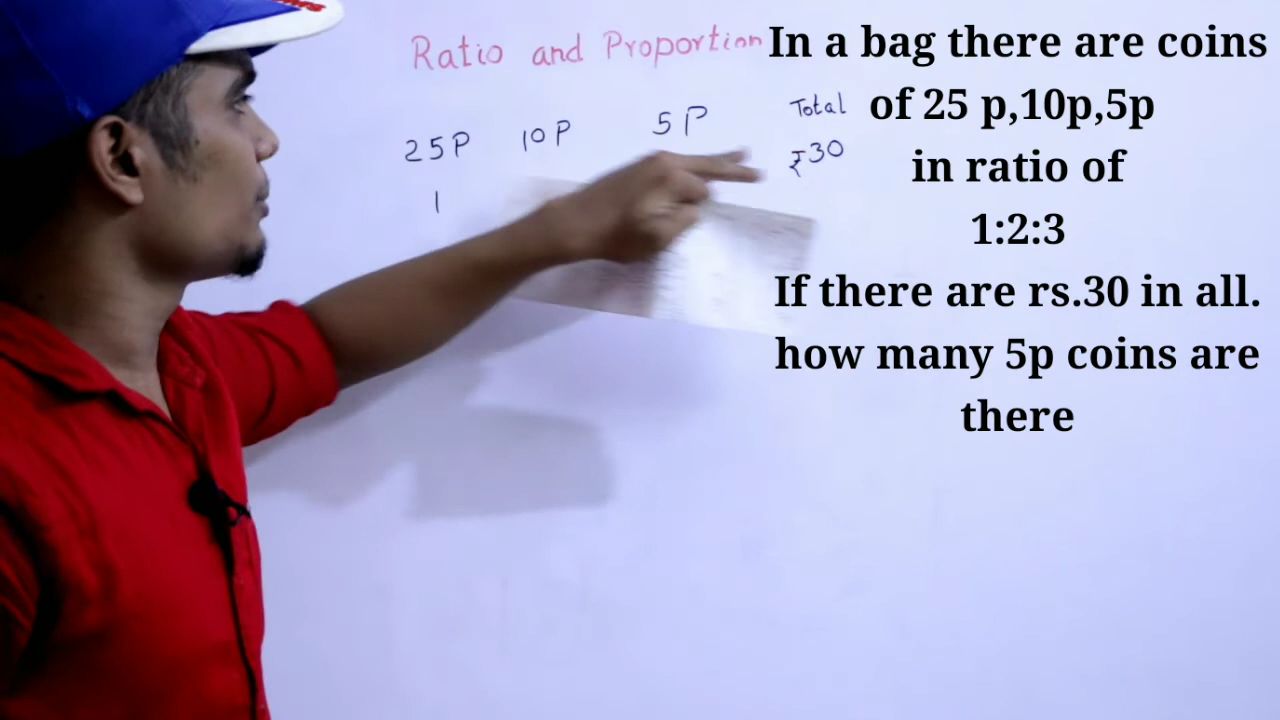 Ratio and Proportion
25P 10P 5P Total
₹30
1
In a bag there are coins
of 25 p,10p,5p
in ratio of
1:2:3
If there are rs.30 in all.
how many 5p coins are
there